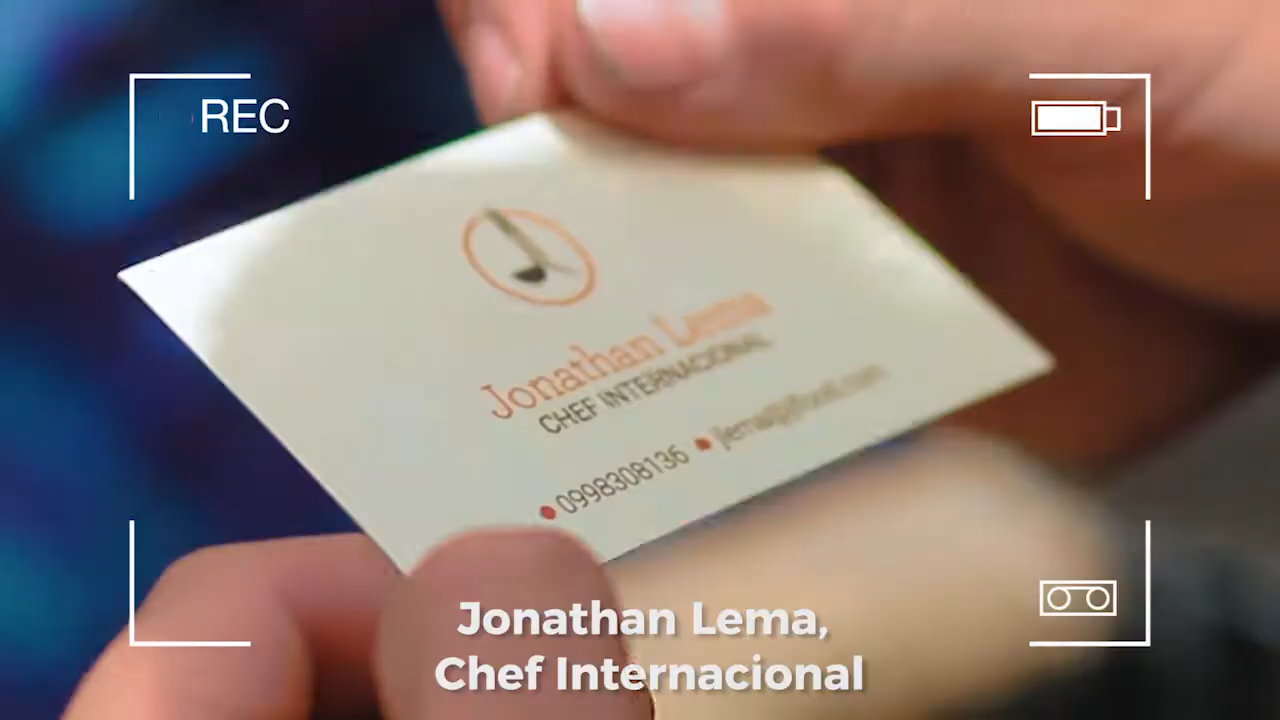 REC
Jonathan Lema
CHEF INTERNACIONAL
0998308136
Jonathan Lema,
Chef Internacional